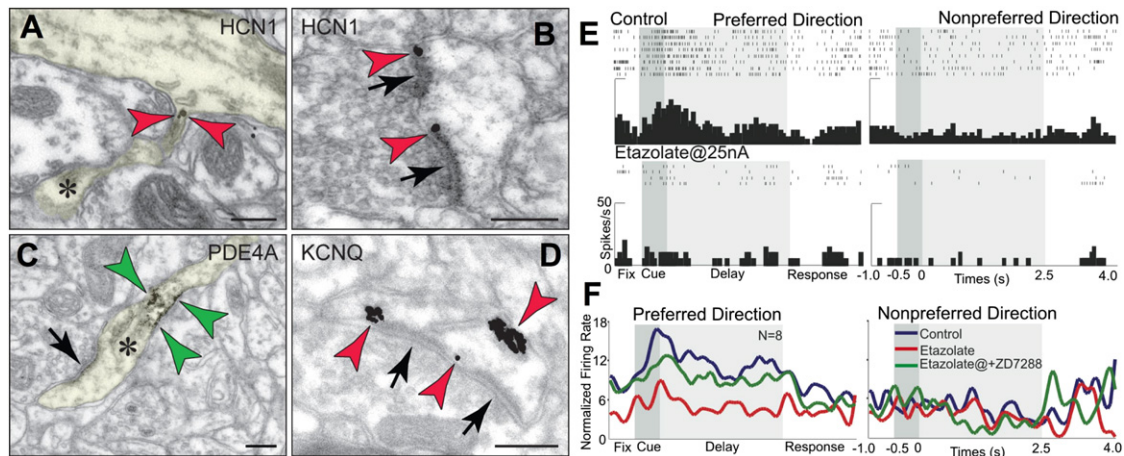 A
HCN1
HCN1
B
C
PDE4A
KCNQ
D
E
Control
Preferred Direction
Nonpreferred Direction
Etazolate@25nA
50
Spikes/s
0
Fix
Cue
Delay
Response
-1.0
-0.5
0
Times (s)
2.5
4.0
F
Preferred Direction
Nonpreferred Direction
N=8
Control
Etazolate
Etazolate@+ZD7288
Normalized Firing Rate
18
12
6
0
Fix
Cue
Delay
Response
-1.0
-0.5
0
Times (s)
2.5
4.0